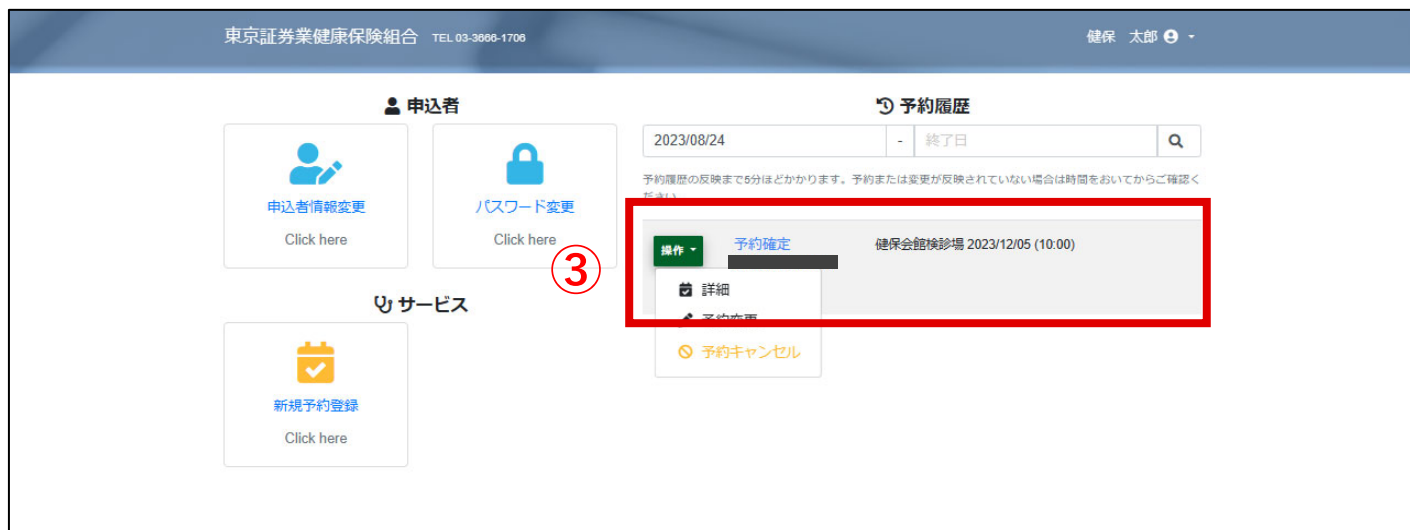 東京証券業健康保険組合 TEL 03-3666-1706
健保 太郎
申込者
申込者情報変更
Click here
パスワード変更
Click here
サービス
新規予約登録
Click here
予約履歴
2023/08/24 - 終了日
予約履歴の反映まで5分ほどかかります。予約または変更が反映されていない場合は時間をおいてからご確認く
ださい
③
操作 予約確定 健保会館検診場 2023/12/05 (10:00)
詳細
予約変更
予約キャンセル